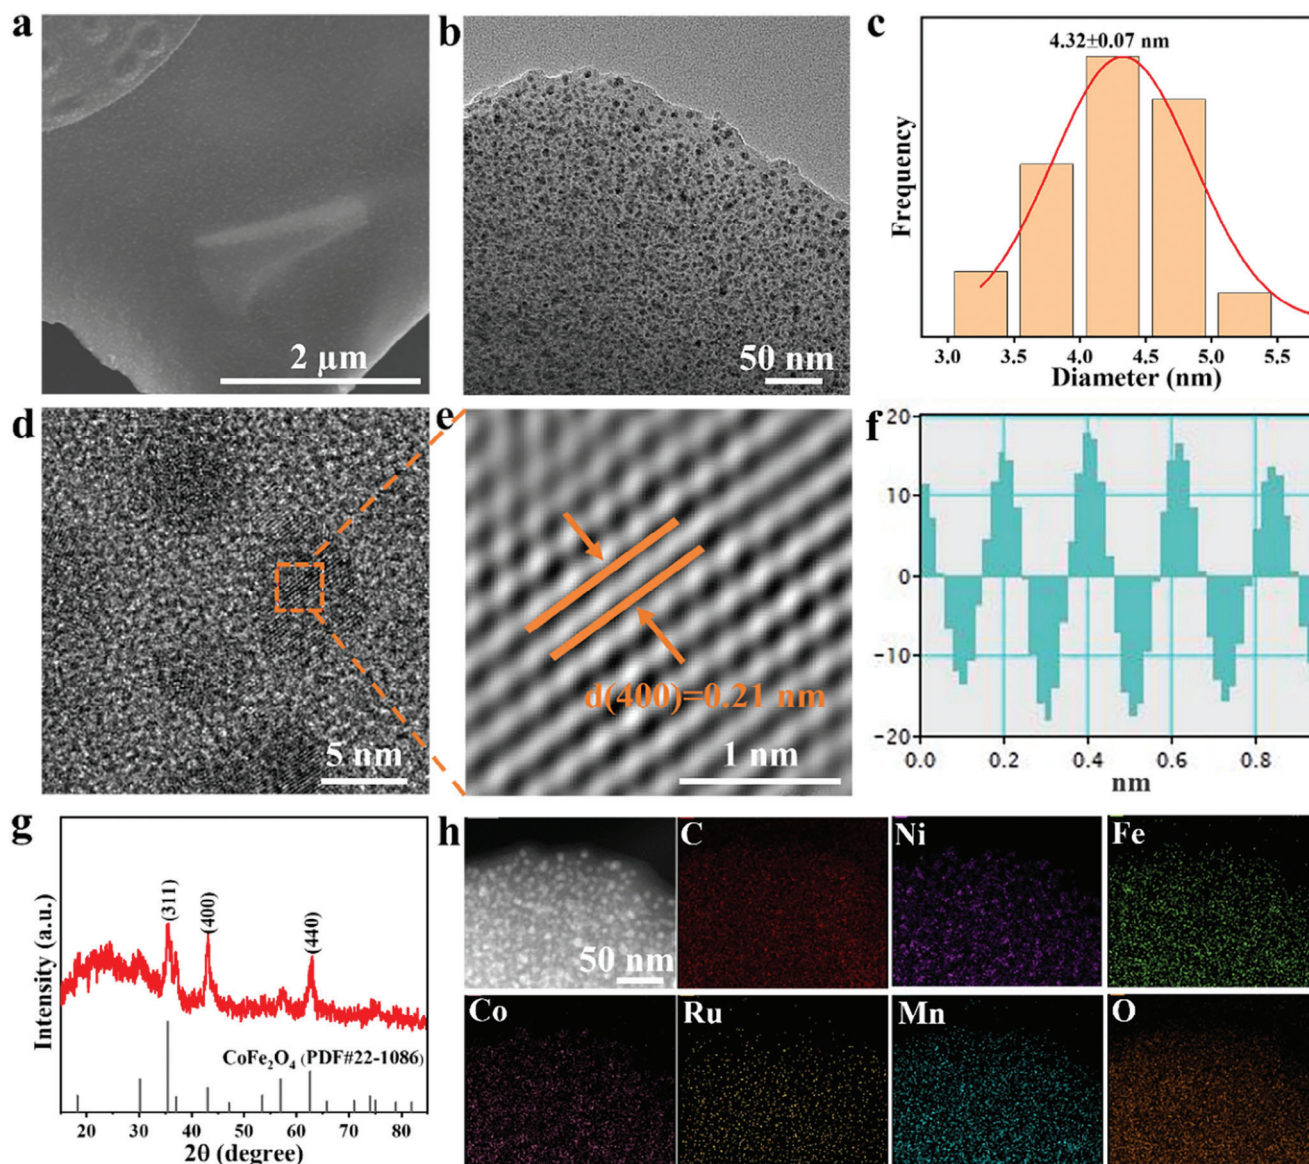 a
2 µm
b
50 nm
c
4.32±0.07 nm
Frequency
3.0 3.5 4.0 4.5 5.0 5.5
Diameter (nm)
d
5 nm
e
d(400)=0.21 nm
1 nm
f
20
10
0
-10
-20
0.0 0.2 0.4 0.6 0.8
nm
g
Intensity (a.u.)
(311)
(400)
(440)
CoFe₂O₄ (PDF#22-1086)
20 30 40 50 60 70 80
2θ (degree)
h
50 nm
C
Ni
Fe
Co
Ru
Mn
O